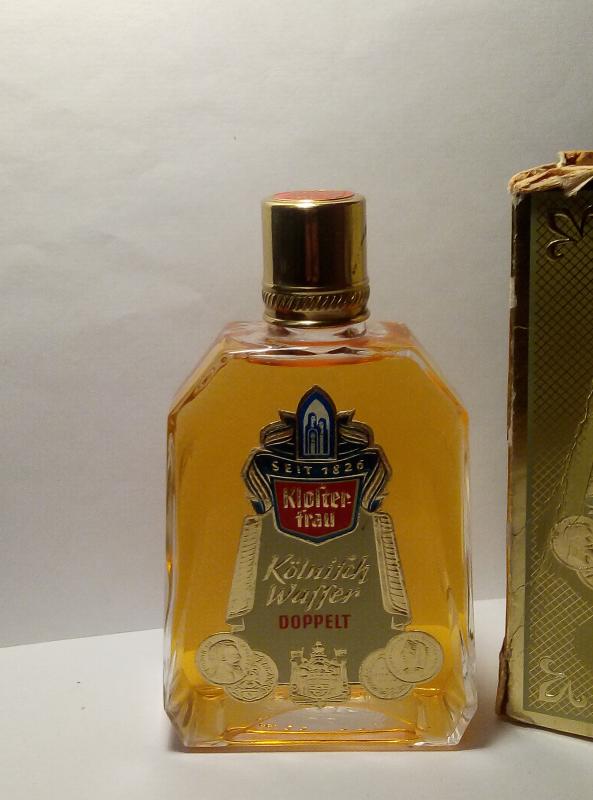 SEIT 1826
Kloſter-
frau
Kölniſch
Waſſer
DOPPELT